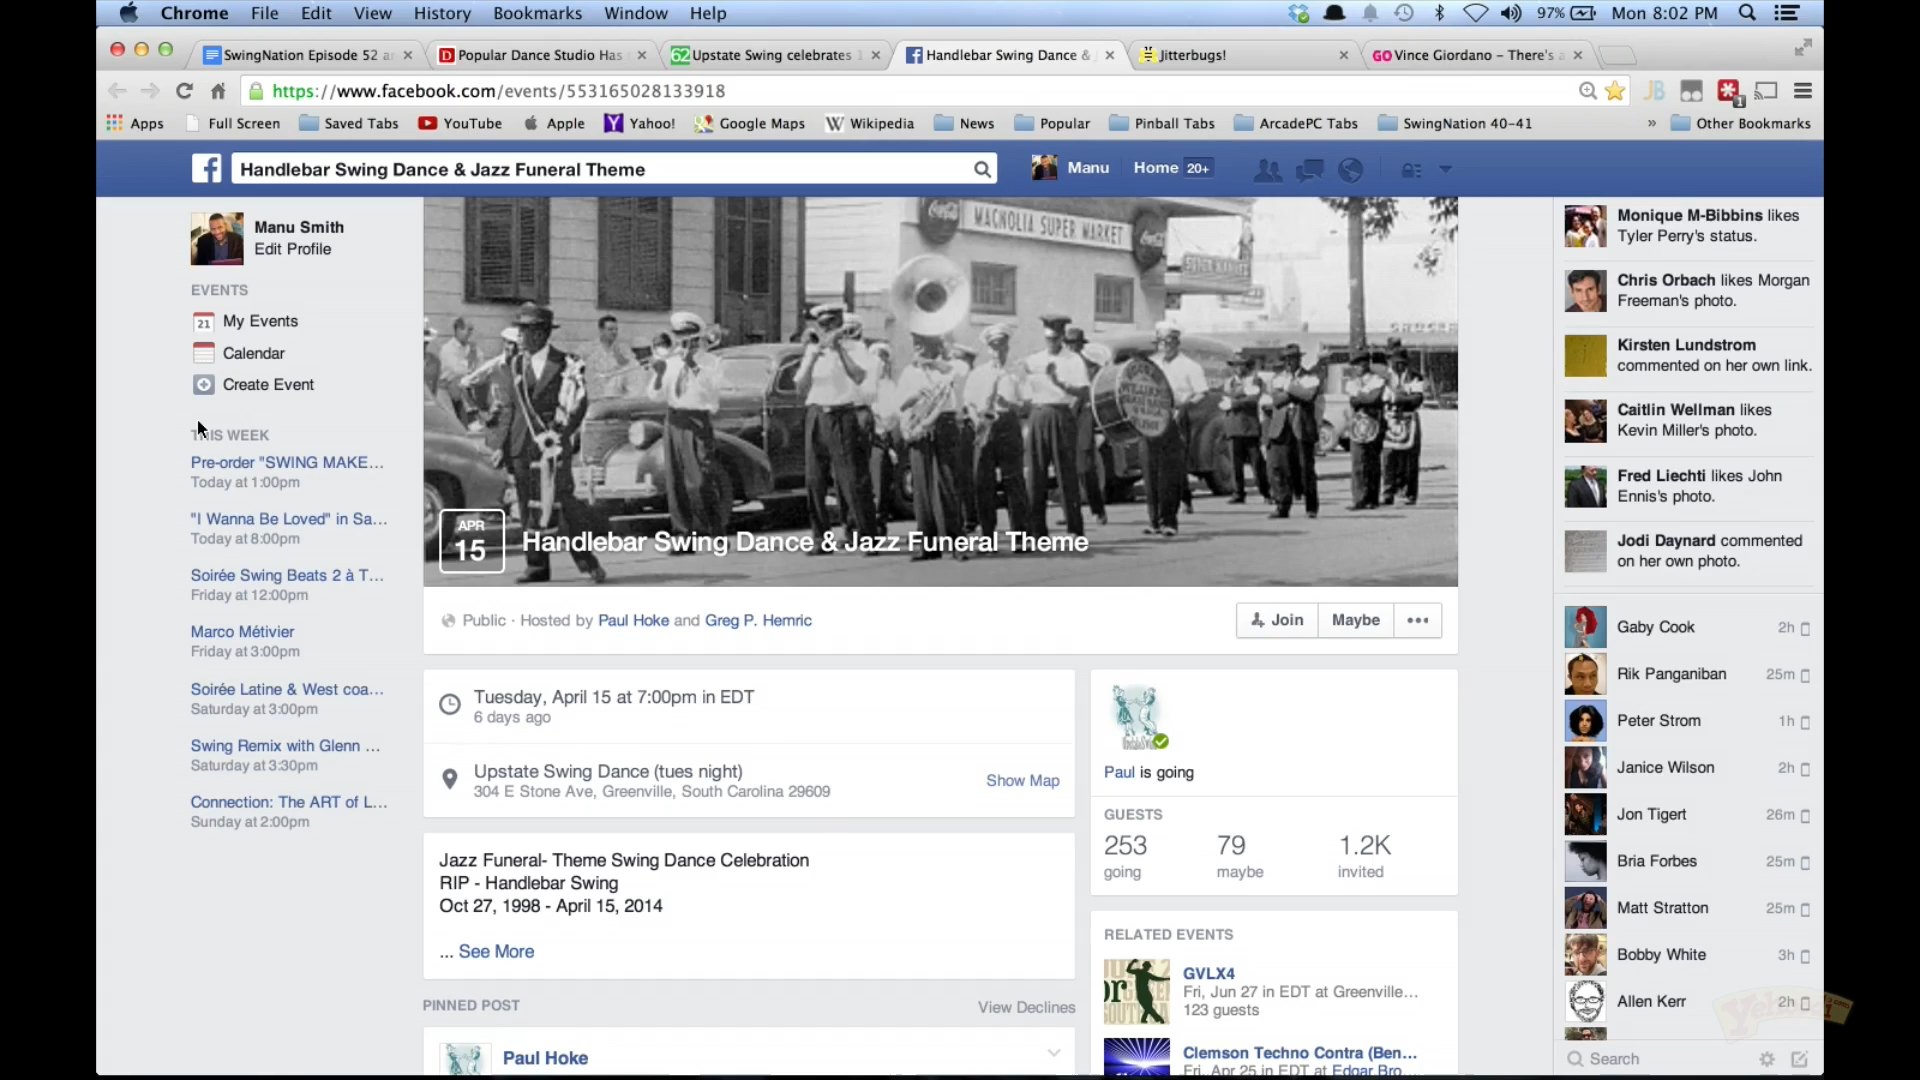 Chrome File Edit View History Bookmarks Window Help 97% Mon 8:02 PM
SwingNation Episode 52 a Popular Dance Studio Has Upstate Swing celebrates Handlebar Swing Dance & Jitterbugs! GO Vince Giordano – There's a
https://www.facebook.com/events/553165028133918
Apps Full Screen Saved Tabs YouTube Apple Yahoo! Google Maps Wikipedia News Popular Pinball Tabs ArcadePC Tabs SwingNation 40-41 » Other Bookmarks
Handlebar Swing Dance & Jazz Funeral Theme Manu Home 20+
Manu Smith
Edit Profile
EVENTS
21 My Events
Calendar
Create Event
THIS WEEK
Pre-order "SWING MAKE...
Today at 1:00pm
"I Wanna Be Loved" in Sa...
Today at 8:00pm
Soirée Swing Beats 2 à T...
Friday at 12:00pm
Marco Métivier
Friday at 3:00pm
Soirée Latine & West coa...
Saturday at 3:00pm
Swing Remix with Glenn ...
Saturday at 3:30pm
Connection: The ART of L...
Sunday at 2:00pm
MAGNOLIA SUPER MARKET
APR
15
Handlebar Swing Dance & Jazz Funeral Theme
Public · Hosted by Paul Hoke and Greg P. Hemric
Join Maybe •••
Tuesday, April 15 at 7:00pm in EDT
6 days ago
Upstate Swing Dance (tues night)
304 E Stone Ave, Greenville, South Carolina 29609
Show Map
Jazz Funeral- Theme Swing Dance Celebration
RIP - Handlebar Swing
Oct 27, 1998 - April 15, 2014
... See More
PINNED POST View Declines
Paul Hoke
Paul is going
GUESTS
253 79 1.2K
going maybe invited
RELATED EVENTS
GVLX4
Fri, Jun 27 in EDT at Greenville...
123 guests
Clemson Techno Contra (Ben...
Fri, Apr 25 in EDT at Edgar Bro...
Monique M-Bibbins likes
Tyler Perry's status.
Chris Orbach likes Morgan
Freeman's photo.
Kirsten Lundstrom
commented on her own link.
Caitlin Wellman likes
Kevin Miller's photo.
Fred Liechti likes John
Ennis's photo.
Jodi Daynard commented
on her own photo.
Gaby Cook 2h
Rik Panganiban 25m
Peter Strom 1h
Janice Wilson 2h
Jon Tigert 26m
Bria Forbes 25m
Matt Stratton 25m
Bobby White 3h
Allen Kerr 2h
Search